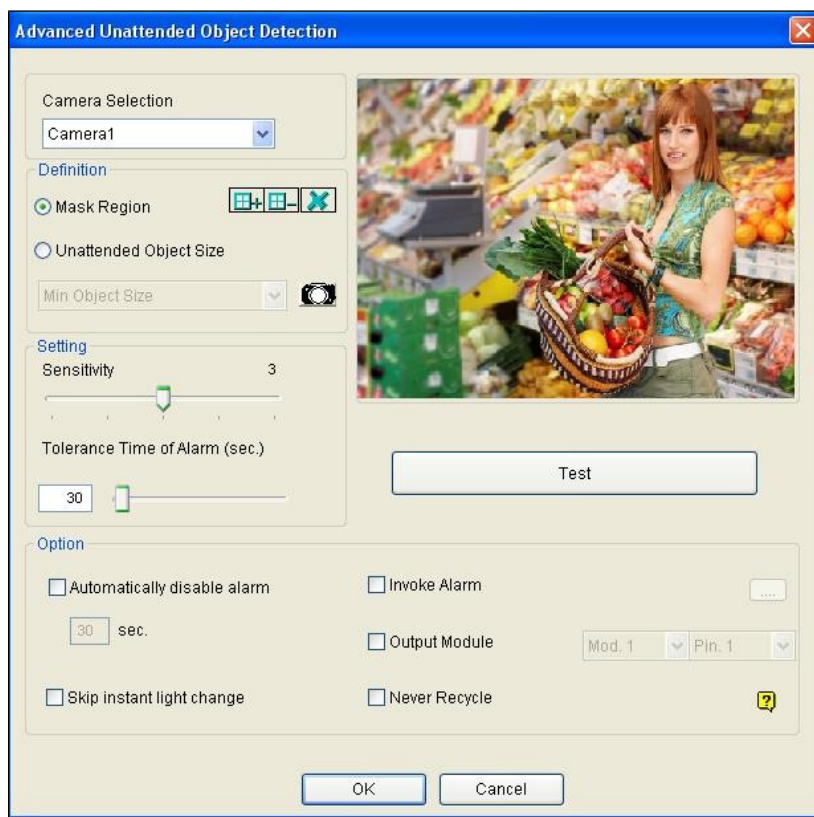 Advanced Unattended Object Detection
Camera Selection
Camera1
Definition
Mask Region
Unattended Object Size
Min Object Size
Setting
Sensitivity 3
Tolerance Time of Alarm (sec.)
30
Test
Option
Automatically disable alarm
30 sec.
Skip instant light change
Invoke Alarm
....
Output Module
Mod. 1
Pin. 1
Never Recycle
?
OK
Cancel